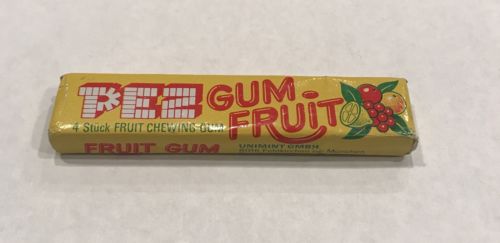 PEZ
GUM
FRUIT
4 Stück FRUIT CHEWING GUM
FRUIT GUM
UNIMINT GMBH